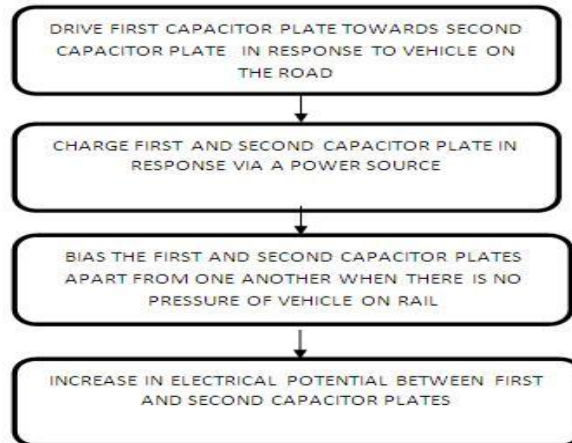 DRIVE FIRST CAPACITOR PLATE TOWARDS SECOND
CAPACITOR PLATE IN RESPONSE TO VEHICLE ON
THE ROAD
CHARGE FIRST AND SECOND CAPACITOR PLATE IN
RESPONSE VIA A POWER SOURCE
BIAS THE FIRST AND SECOND CAPACITOR PLATES
APART FROM ONE ANOTHER WHEN THERE IS NO
PRESSURE OF VEHICLE ON RAIL
INCREASE IN ELECTRICAL POTENTIAL BETWEEN FIRST
AND SECOND CAPACITOR PLATES